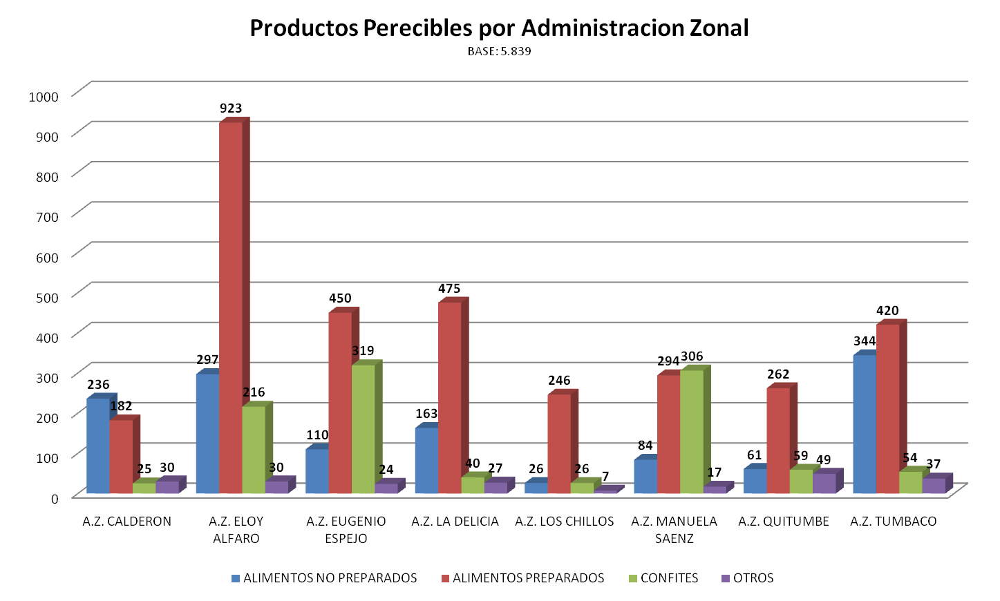 Productos Perecibles por Administracion Zonal
BASE: 5.839
1000
900
800
700
600
500
400
300
200
100
0
236
182
25
30
297
923
216
30
110
450
319
24
163
475
40
27
26
246
26
7
84
294
306
17
61
262
59
49
344
420
54
37
A.Z. CALDERON
A.Z. ELOY
ALFARO
A.Z. EUGENIO
ESPEJO
A.Z. LA DELICIA
A.Z. LOS CHILLOS
A.Z. MANUELA
SAENZ
A.Z. QUITUMBE
A.Z. TUMBACO
ALIMENTOS NO PREPARADOS
ALIMENTOS PREPARADOS
CONFITES
OTROS